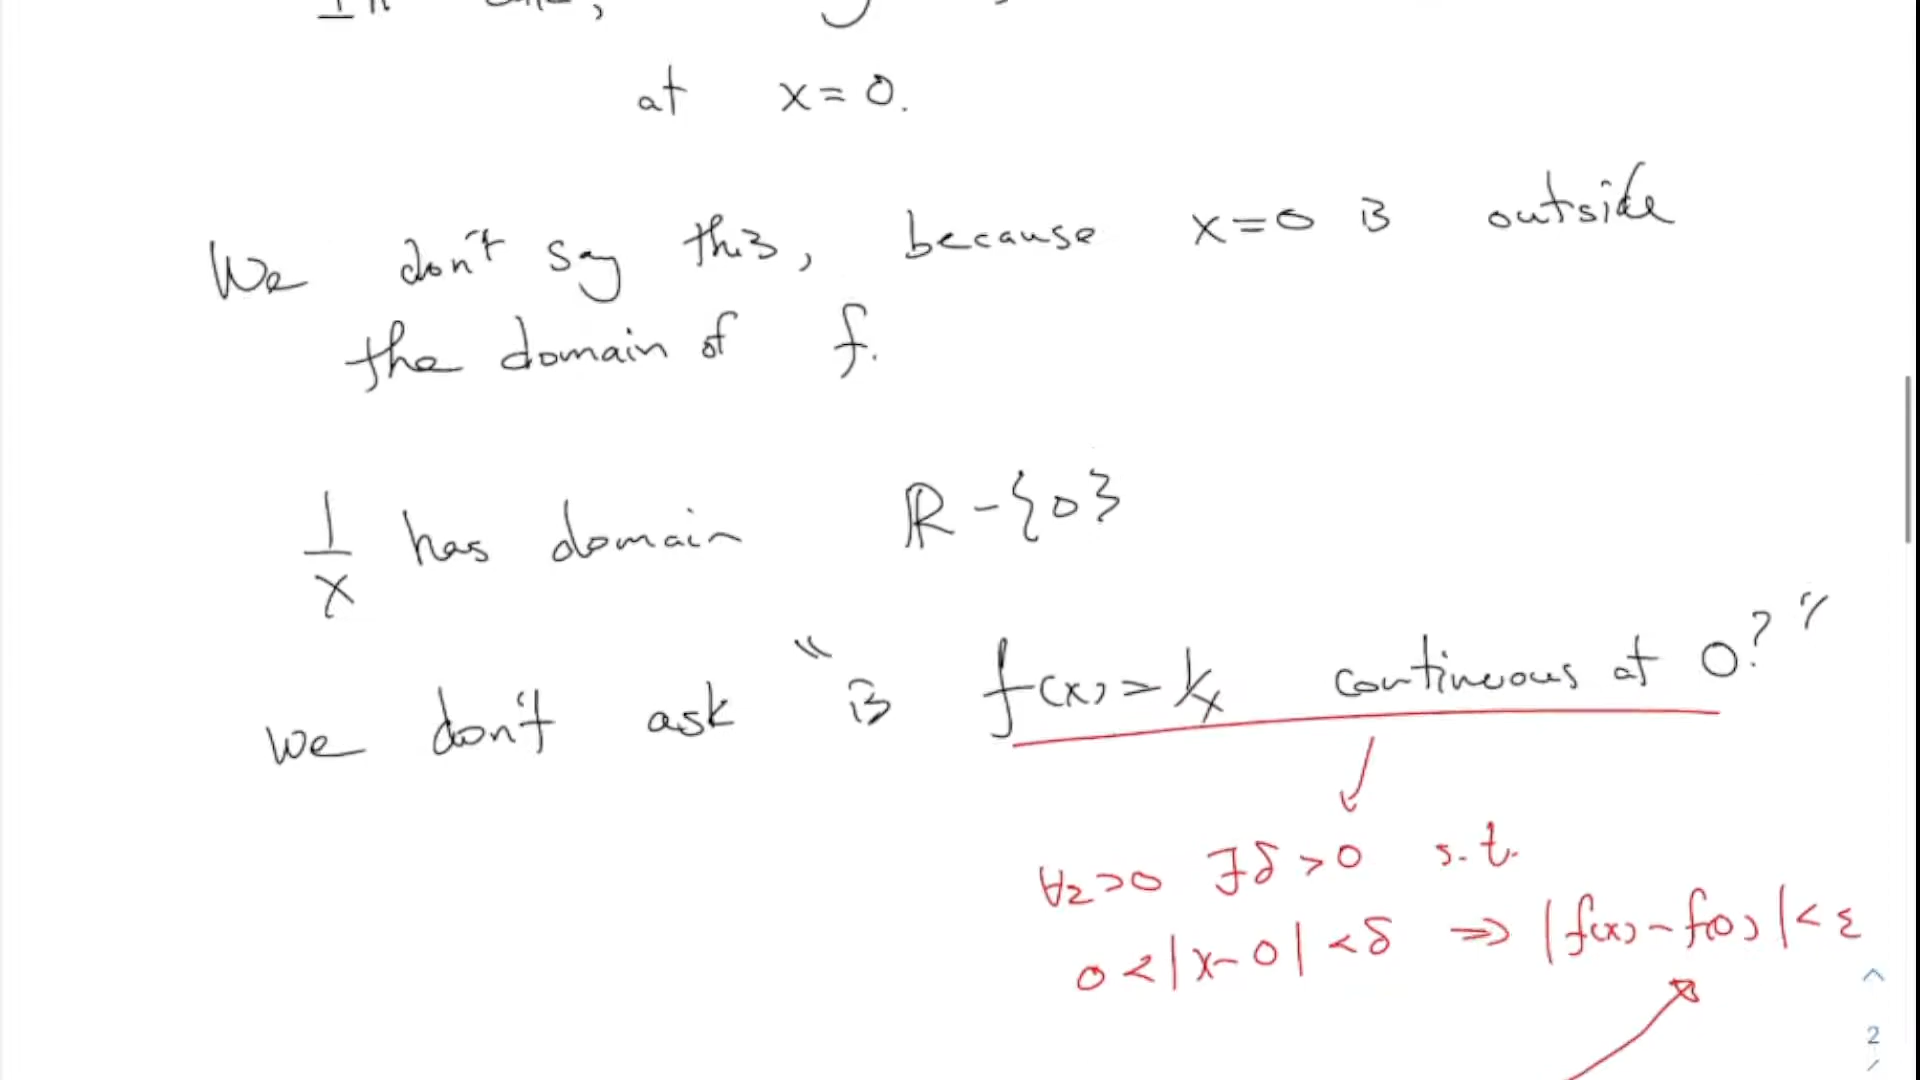 at x=0.
We don't say this, because x=0 is outside
the domain of f.
1/x has domain ℝ-{0}
we don't ask "is f(x)=1/x continuous at 0?"
∀ε>0 ∃δ>0 s.t.
0<|x-0|<δ ⇒ |f(x)-f(0)|<ε
2